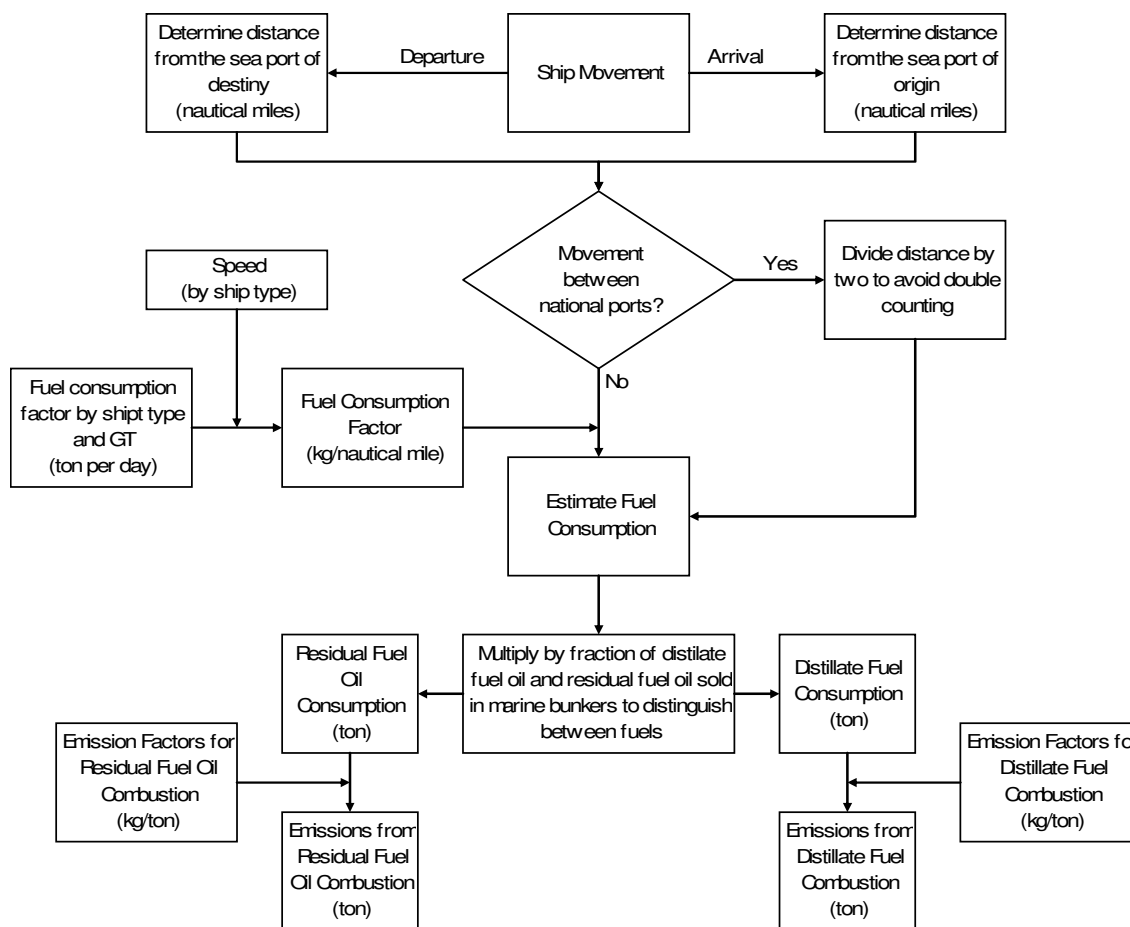 Determine distance
from the sea port of
destiny
(nautical miles)
Departure
Ship Movement
Arrival
Determine distance
from the sea port of
origin
(nautical miles)
Speed
(by ship type)
Movement
between
national ports?
Yes
Divide distance by
two to avoid double
counting
No
Fuel consumption
factor by shipt type
and GT
(ton per day)
Fuel Consumption
Factor
(kg/nautical mile)
Estimate Fuel
Consumption
Residual Fuel
Oil
Consumption
(ton)
Multiply by fraction of distilate
fuel oil and residual fuel oil sold
in marine bunkers to distinguish
between fuels
Distillate Fuel
Consumption
(ton)
Emission Factors for
Residual Fuel Oil
Combustion
(kg/ton)
Emission Factors fo
Distillate Fuel
Combustion
(kg/ton)
Emissions from
Residual Fuel
Oil Combustion
(ton)
Emissions from
Distillate Fuel
Combustion
(ton)